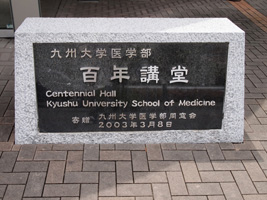 九州大学医学部
百年講堂
Centennial Hall
Kyushu University School of Medicine
寄贈 九州大学医学部同窓会
2003年3月8日